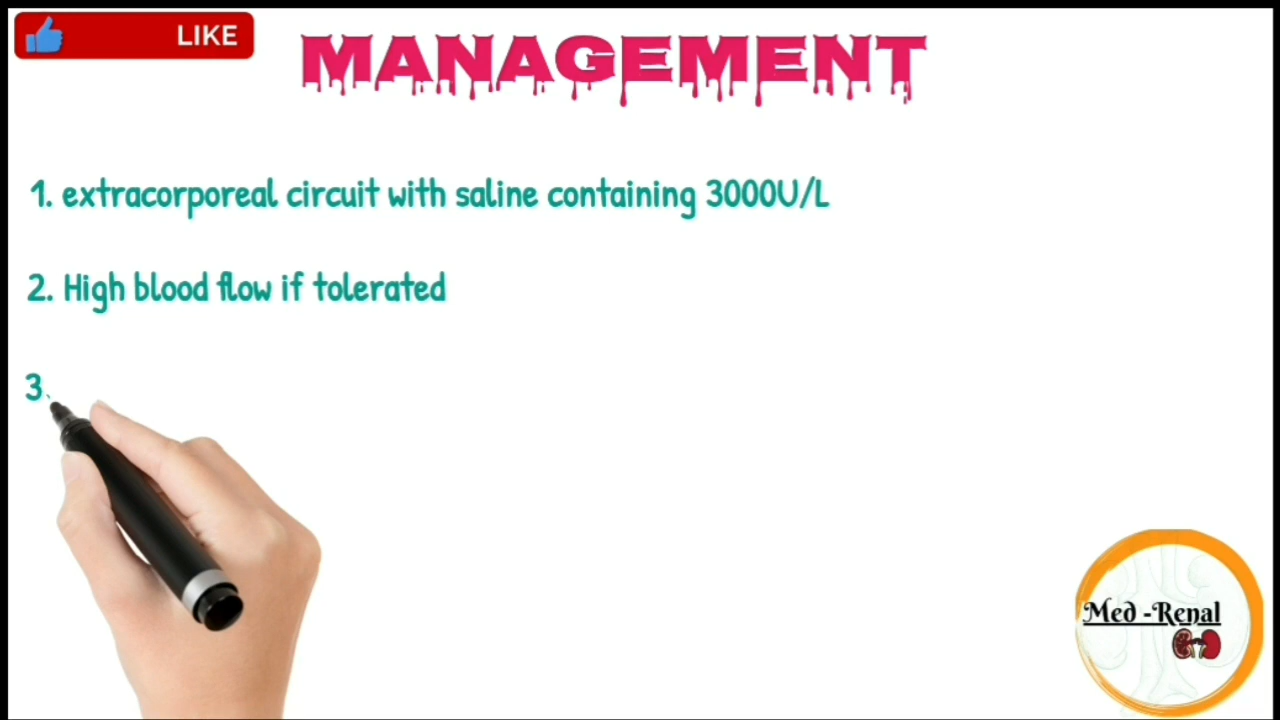 LIKE
MANAGEMENT
1. extracorporeal circuit with saline containing 3000U/L
2. High blood flow if tolerated
3.
Med -Renal